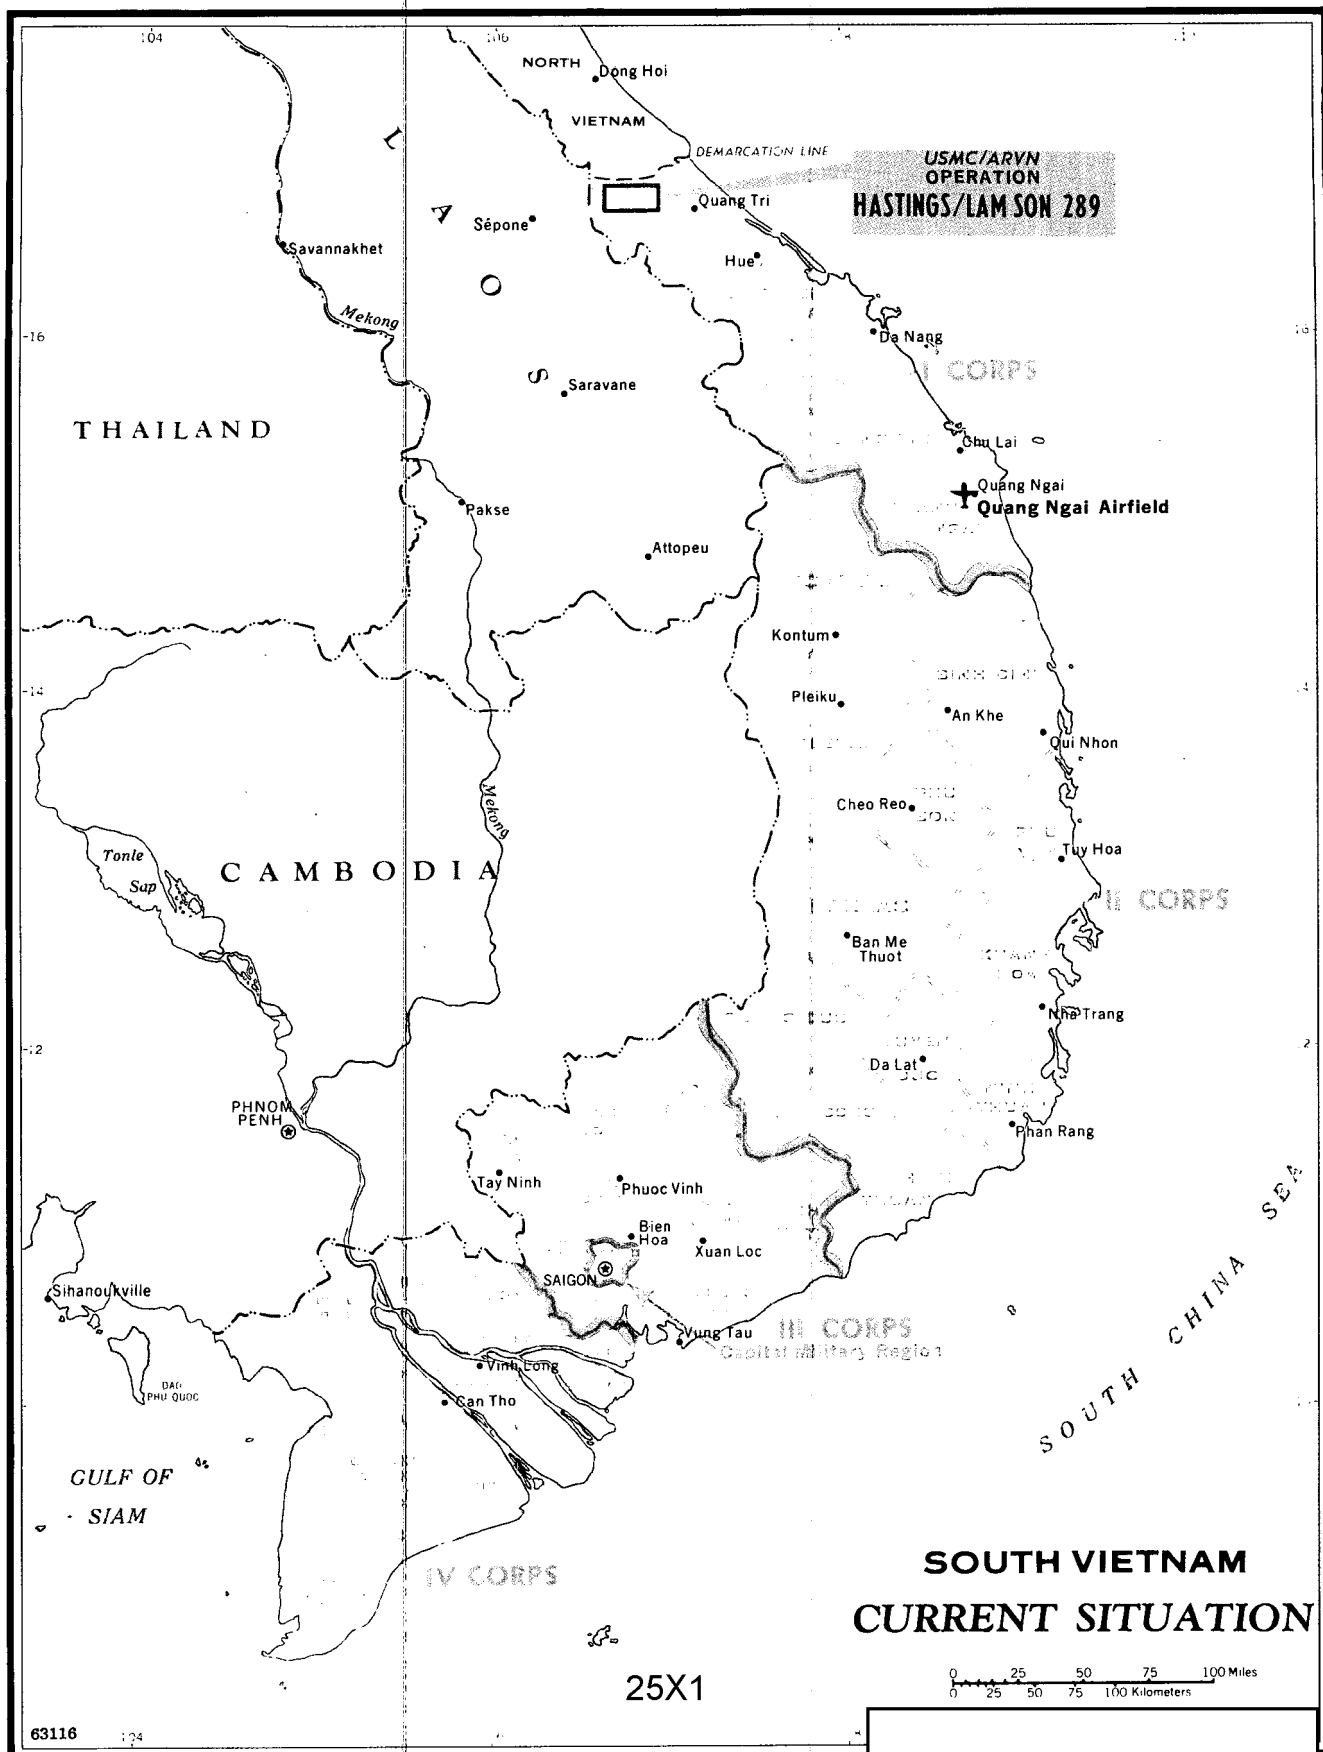 104
106
NORTH
Dong Hoi
VIETNAM
DEMARCATION LINE
USMC/ARVN
OPERATION
HASTINGS/LAM SON 289
L
A
O
S
Quang Tri
Sépone
Savannakhet
Hue
Mekong
16
Da Nang
I CORPS
Saravane
THAILAND
Chu Lai
Quang Ngai
Quang Ngai Airfield
Pakse
Attopeu
Kontum
14
Pleiku
An Khe
Qui Nhon
Mekong
Cheo Reo
Tuy Hoa
Tonle
Sap
CAMBODIA
II CORPS
Ban Me
Thuot
Nha Trang
12
Da Lat
PHNOM
PENH
Phan Rang
Tay Ninh
Phuoc Vinh
Bien
Hoa
Xuan Loc
SAIGON
Sihanoukville
SOUTH CHINA SEA
Vung Tau
III CORPS
Capital Military Region
Vinh Long
Can Tho
DAO
PHU QUOC
GULF OF
SIAM
IV CORPS
SOUTH VIETNAM
CURRENT SITUATION
0 25 50 75 100 Miles
0 25 50 75 100 Kilometers
25X1
63116
104